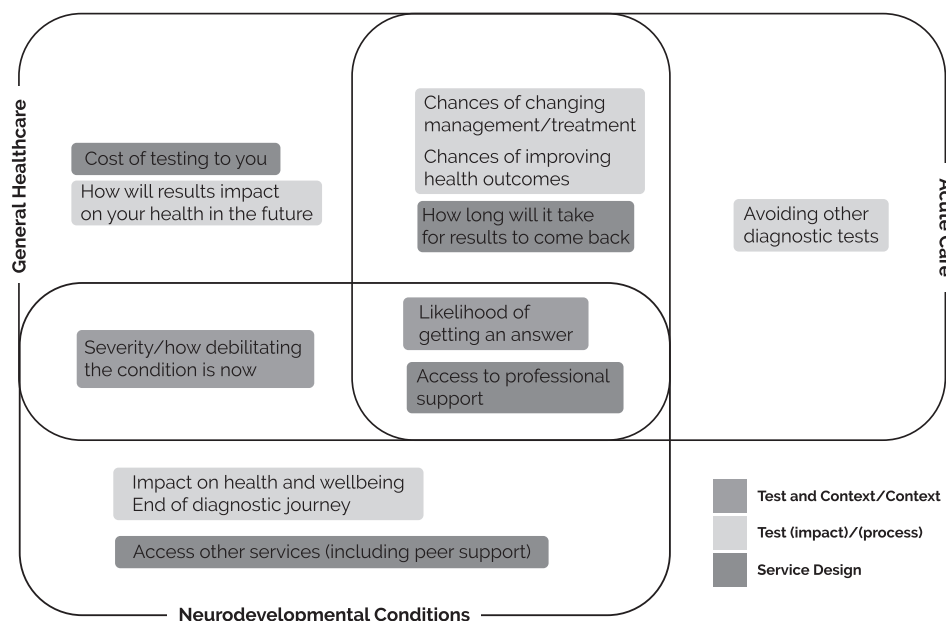 General Healthcare
Cost of testing to you
How will results impact
on your health in the future
Chances of changing
management/treatment
Chances of improving
health outcomes
How long will it take
for results to come back
Avoiding other
diagnostic tests
Acute Care
Severity/how debilitating
the condition is now
Likelihood of
getting an answer
Access to professional
support
Impact on health and wellbeing
End of diagnostic journey
Access other services (including peer support)
Test and Context/Context
Test (impact)/(process)
Service Design
Neurodevelopmental Conditions